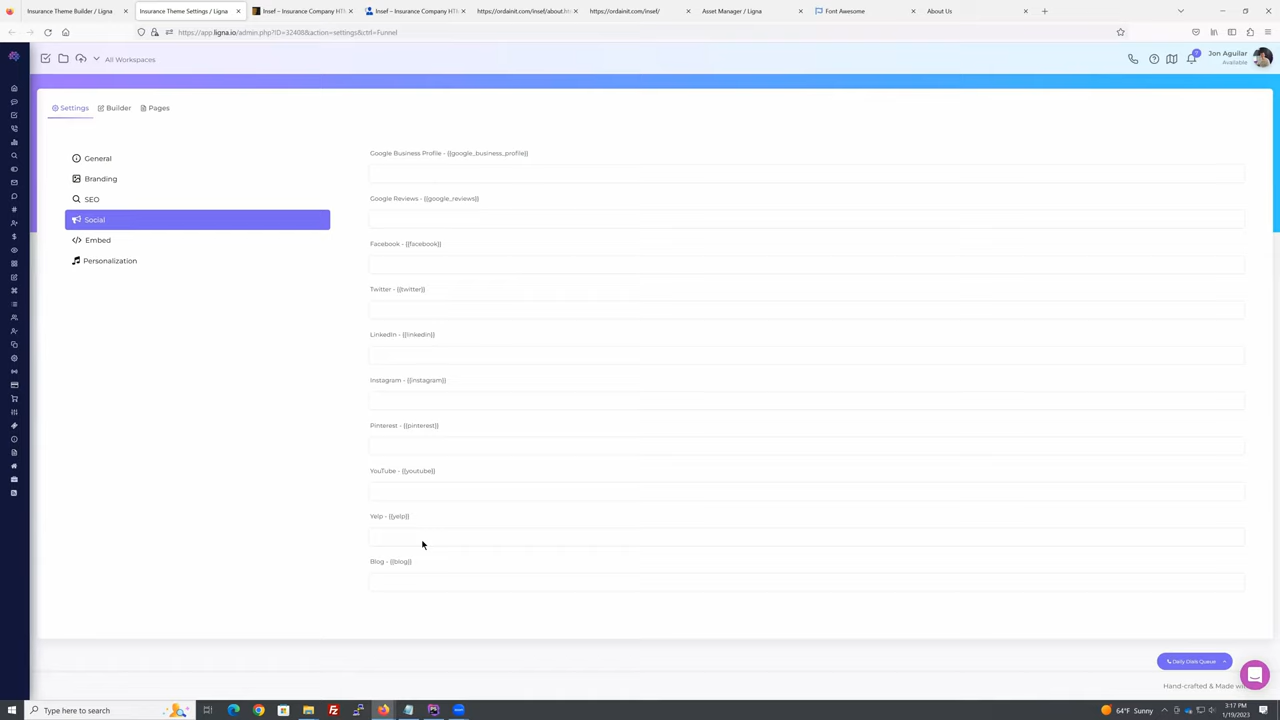 Insurance Theme Builder / Ligna
Insurance Theme Settings / Ligna
Insef – Insurance Company HTM
Insef – Insurance Company HTM
https://ordainit.com/insef/about.htm
https://ordainit.com/insef/
Asset Manager / Ligna
Font Awesome
About Us
https://app.ligna.io/admin.php?ID=32408&action=settings&ctrl=Funnel
All Workspaces
Jon Aguilar
Available
Settings
Builder
Pages
General
Branding
SEO
Social
Embed
Personalization
Google Business Profile - {{google_business_profile}}
Google Reviews - {{google_reviews}}
Facebook - {{facebook}}
Twitter - {{twitter}}
LinkedIn - {{linkedin}}
Instagram - {{instagram}}
Pinterest - {{pinterest}}
YouTube - {{youtube}}
Yelp - {{yelp}}
Blog - {{blog}}
Daily Desk Queue
Hand-crafted & Made wi
Type here to search
64°F Sunny
3:17 PM
1/19/2023